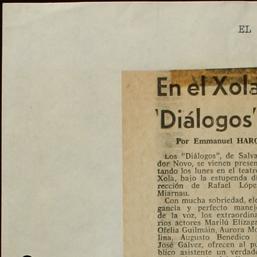 EL
En el Xola
'Diálogos'
Por Emmanuel HARO
Los "Diálogos", de Salva-
dor Novo, se vienen presen-
tando los lunes en el teatro
Xola, bajo la estupenda di-
rección de Rafael López
Miarnau.
Con mucha sobriedad, ele-
gancia y perfecto manejo
de la voz, los extraordina-
rios actores Marilú Elizaga,
Ofelia Guilmáin, Aurora Mo-
lina, Augusto Benedico y
José Gálvez, ofrecen al pú-
blico asistente un verdade-